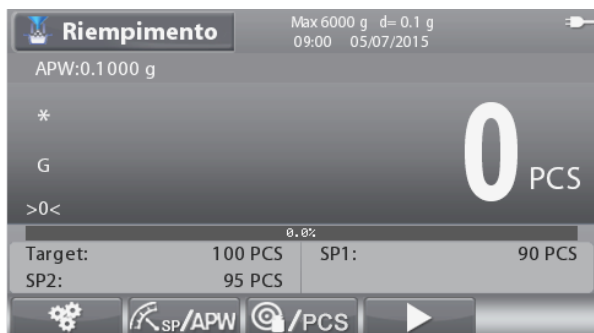 Riempimento
Max 6000 g d= 0.1 g
09:00 05/07/2015
APW:0.1000 g
*
G
>0<
0 PCS
0.0%
Target: 100 PCS SP1: 90 PCS
SP2: 95 PCS
SP/APW /PCS